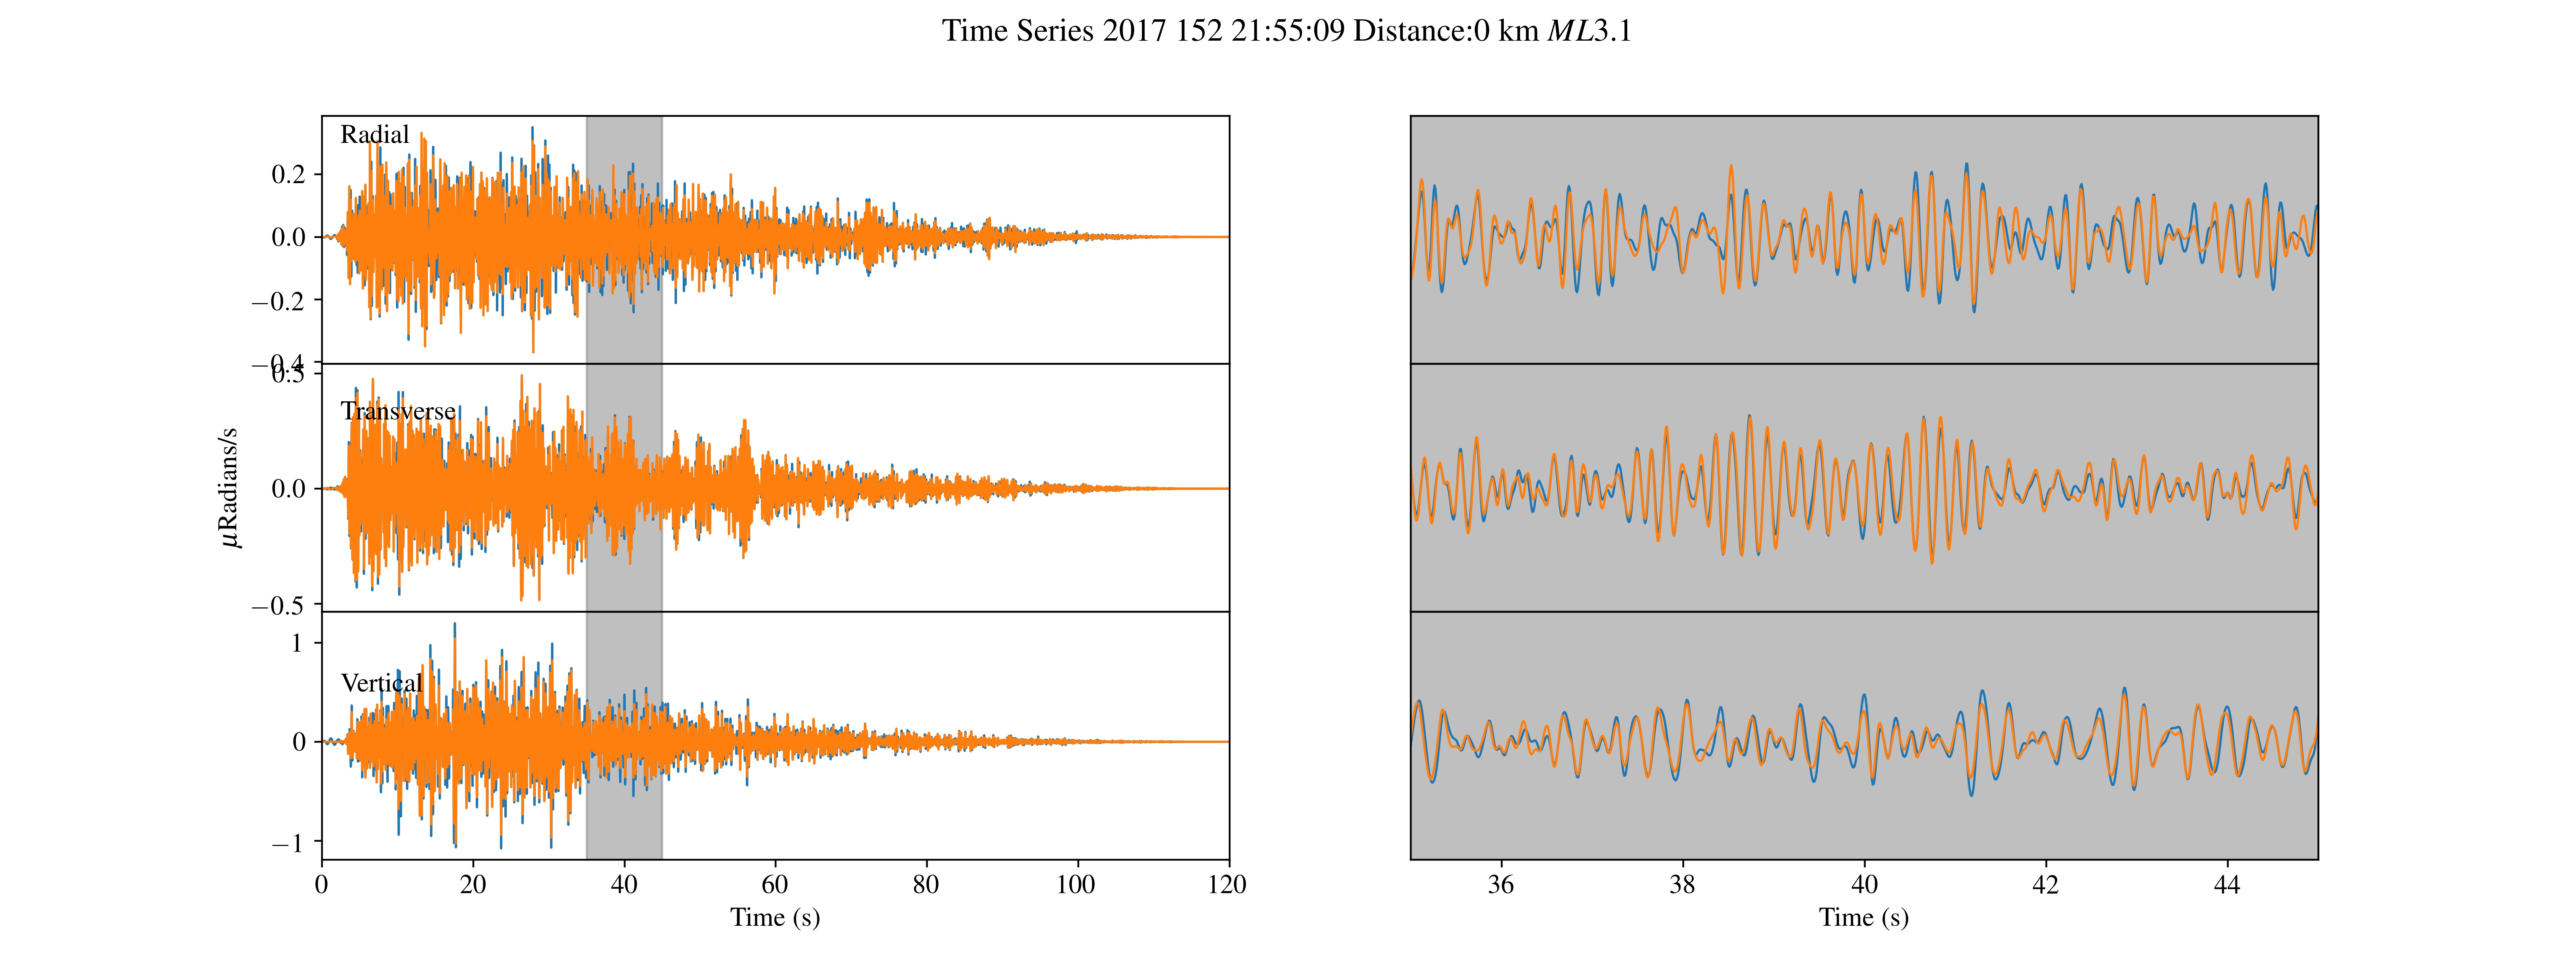 Time Series 2017 152 21:55:09 Distance:0 km ML3.1
Radial
0.2
0.0
−0.2
−0.4
0.5
Transverse
0.0
−0.5
µRadians/s
Vertical
1
0
−1
0 20 40 60 80 100 120
Time (s)
36 38 40 42 44
Time (s)